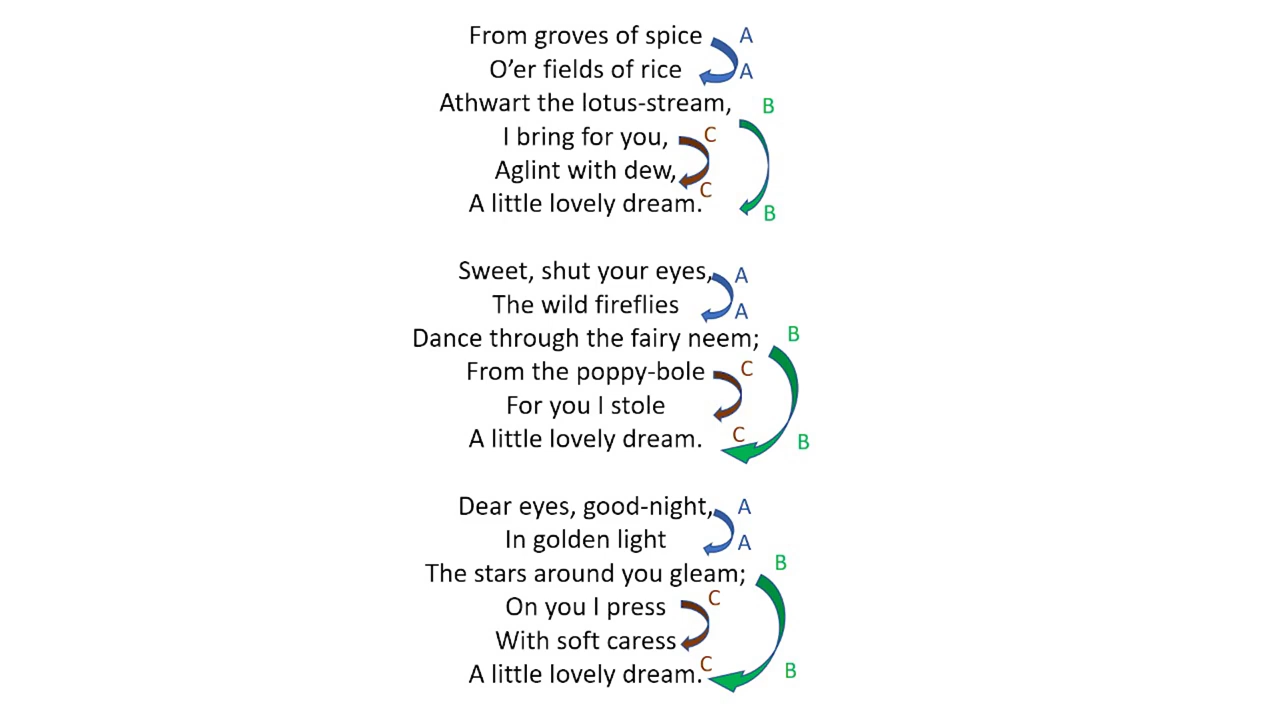 From groves of spice A
O’er fields of rice A
Athwart the lotus-stream, B
I bring for you, C
Aglint with dew, C
A little lovely dream. B
Sweet, shut your eyes, A
The wild fireflies A
Dance through the fairy neem; B
From the poppy-bole C
For you I stole C
A little lovely dream. B
Dear eyes, good-night, A
In golden light A
The stars around you gleam; B
On you I press C
With soft caress C
A little lovely dream. B